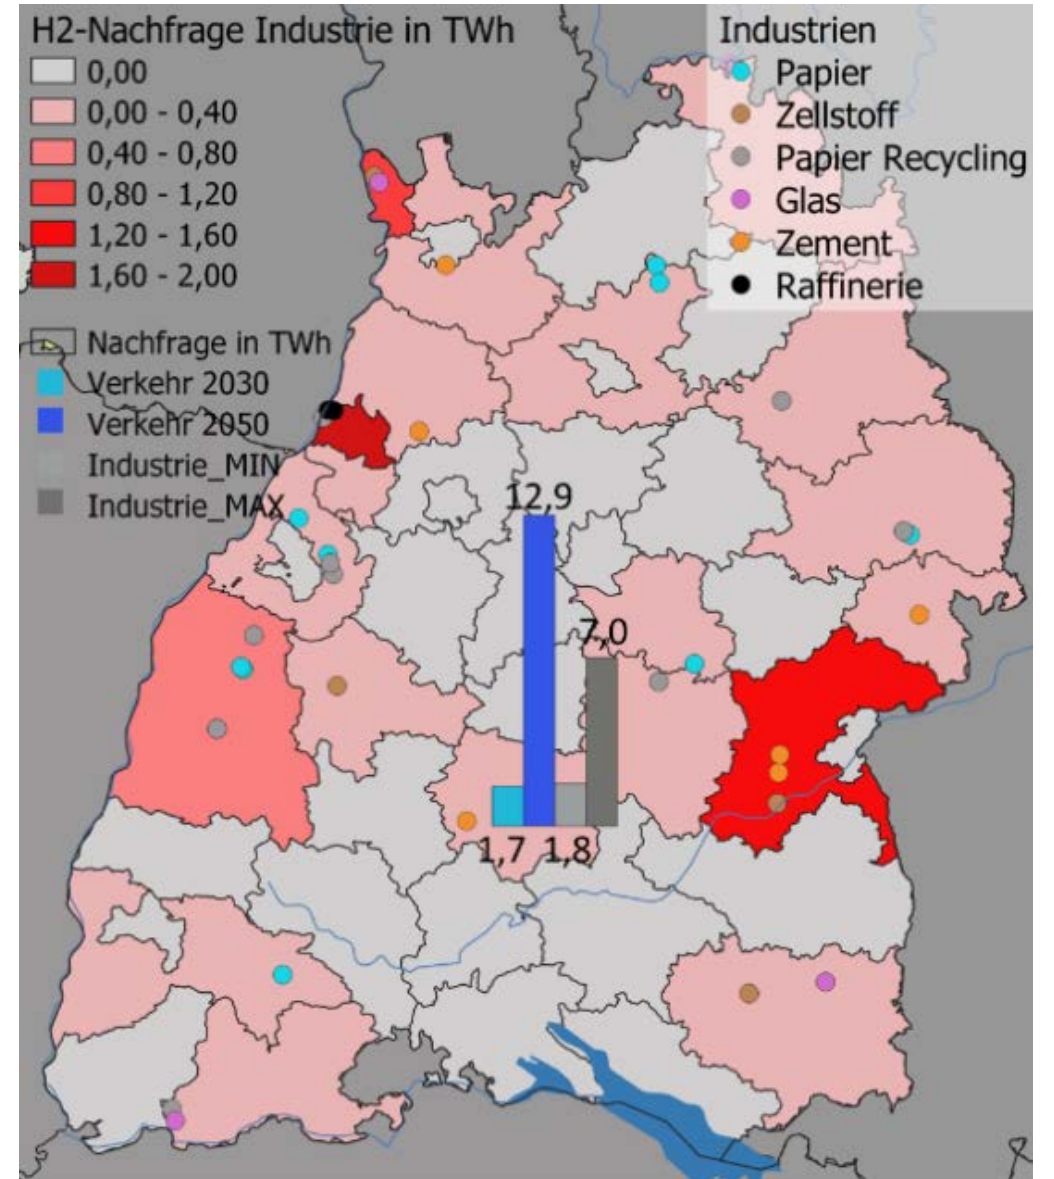 H2-Nachfrage Industrie in TWh
0,00
0,00 - 0,40
0,40 - 0,80
0,80 - 1,20
1,20 - 1,60
1,60 - 2,00
Nachfrage in TWh
Verkehr 2030
Verkehr 2050
Industrie_MIN
Industrie_MAX
Industrien
Papier
Zellstoff
Papier Recycling
Glas
Zement
Raffinerie
12,9
7,0
1,7
1,8